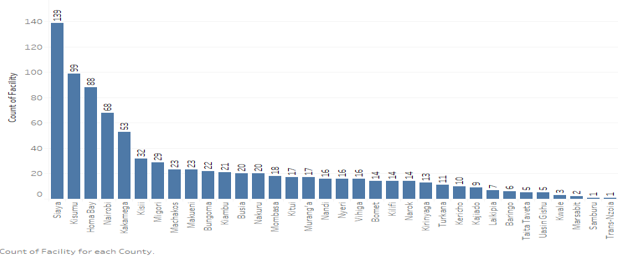 Count of Facility
140
120
100
80
60
40
20
0
139
99
88
68
53
32
29
23
23
22
21
20
20
18
17
17
16
16
16
14
14
14
13
11
10
9
7
6
5
5
3
2
1
1
Siaya
Kisumu
Homa Bay
Nairobi
Kakamega
Kisii
Migori
Machakos
Makueni
Bungoma
Kiambu
Busia
Nakuru
Mombasa
Kitui
Murang'a
Nandi
Nyeri
Vihiga
Bomet
Kilifi
Narok
Kirinyaga
Turkana
Kericho
Kajiado
Laikipia
Baringo
Taita Taveta
Uasin Gishu
Kwale
Marsabit
Samburu
Trans-Nzoia
Count of Facility for each County.